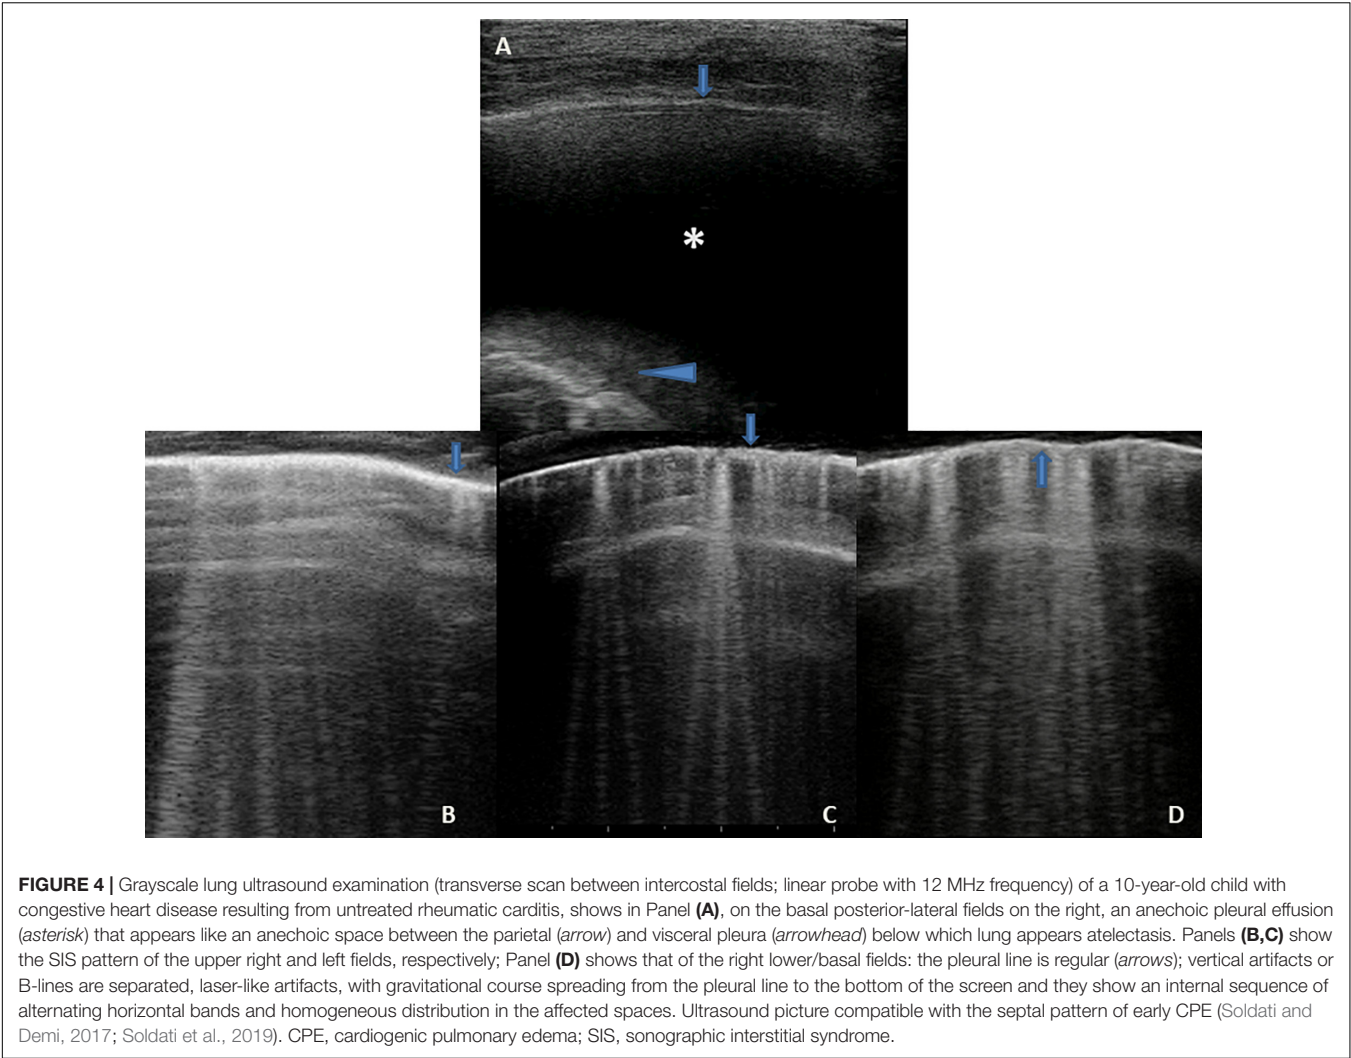 A
*
B
C
D
FIGURE 4 | Grayscale lung ultrasound examination (transverse scan between intercostal fields; linear probe with 12 MHz frequency) of a 10-year-old child with
congestive heart disease resulting from untreated rheumatic carditis, shows in Panel (A), on the basal posterior-lateral fields on the right, an anechoic pleural effusion
(asterisk) that appears like an anechoic space between the parietal (arrow) and visceral pleura (arrowhead) below which lung appears atelectasis. Panels (B,C) show
the SIS pattern of the upper right and left fields, respectively; Panel (D) shows that of the right lower/basal fields: the pleural line is regular (arrows); vertical artifacts or
B-lines are separated, laser-like artifacts, with gravitational course spreading from the pleural line to the bottom of the screen and they show an internal sequence of
alternating horizontal bands and homogeneous distribution in the affected spaces. Ultrasound picture compatible with the septal pattern of early CPE (Soldati and
Demi, 2017; Soldati et al., 2019). CPE, cardiogenic pulmonary edema; SIS, sonographic interstitial syndrome.